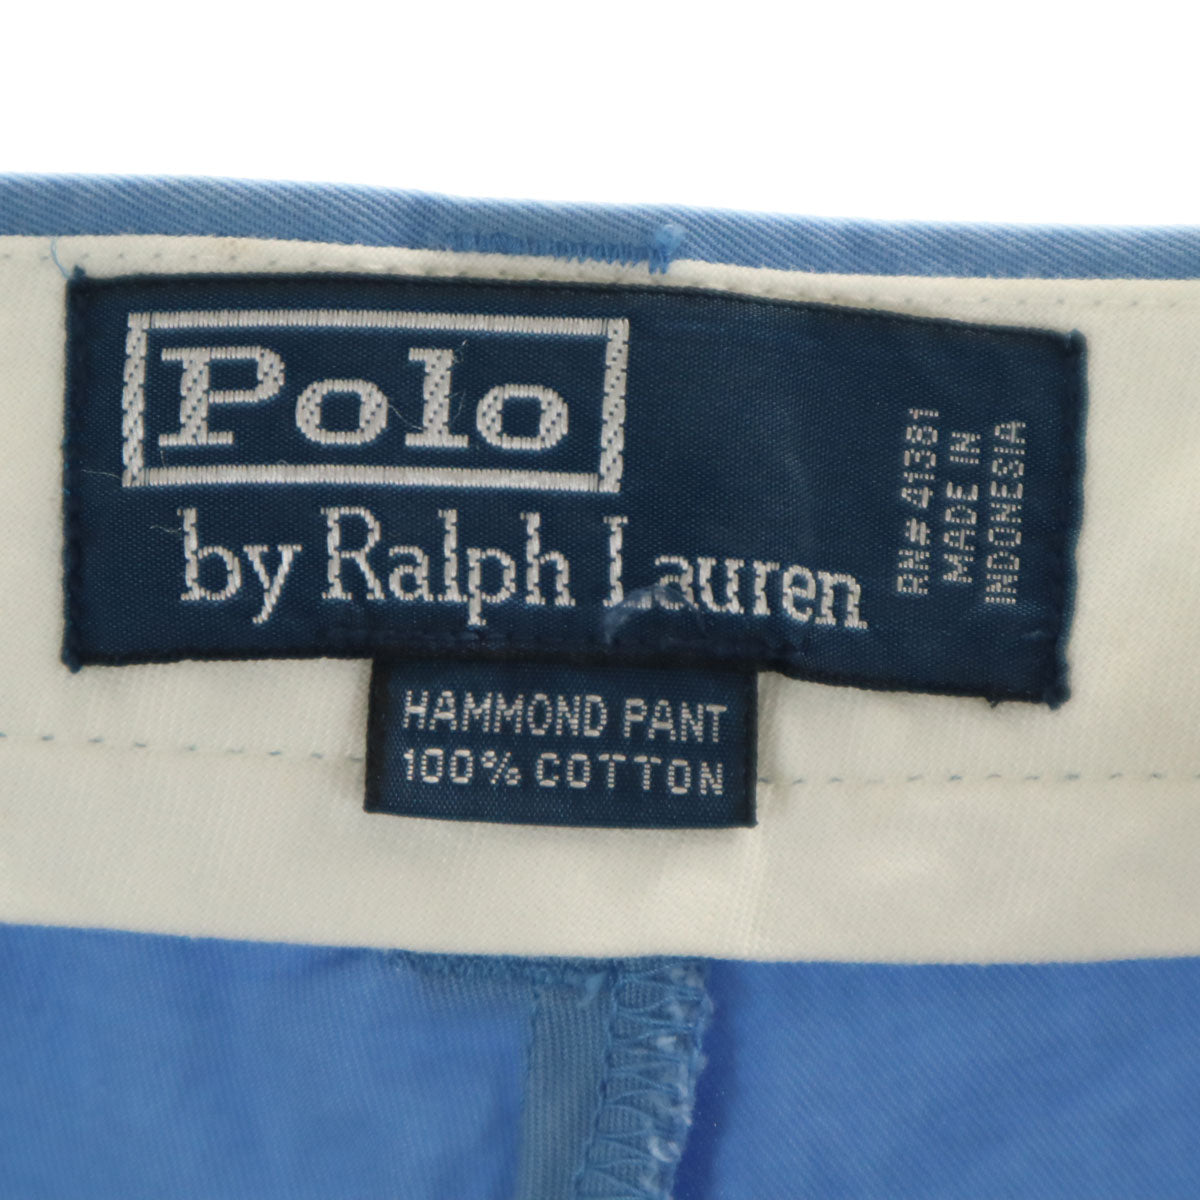 Polo
by Ralph Lauren
RN#41381
MADE IN
INDONESIA
HAMMOND PANT
100% COTTON